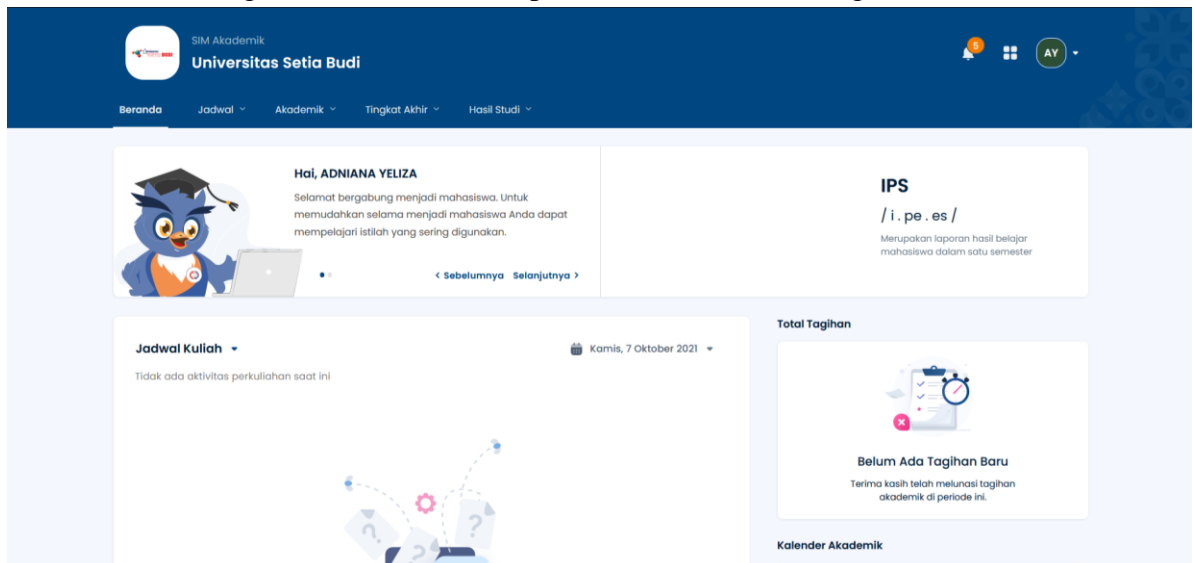 SIM Akademik
Universitas Setia Budi
5
AY
Beranda Jadwal Akademik Tingkat Akhir Hasil Studi
Hai, ADNIANA YELIZA
Selamat bergabung menjadi mahasiswa. Untuk
memudahkan selama menjadi mahasiswa Anda dapat
mempelajari istilah yang sering digunakan.
< Sebelumnya Selanjutnya >
IPS
/ i . pe . es /
Merupakan laporan hasil belajar
mahasiswa dalam satu semester
Jadwal Kuliah
Kamis, 7 Oktober 2021
Tidak ada aktivitas perkuliahan saat ini
Total Tagihan
Belum Ada Tagihan Baru
Terima kasih telah melunasi tagihan
akademik di periode ini.
Kalender Akademik